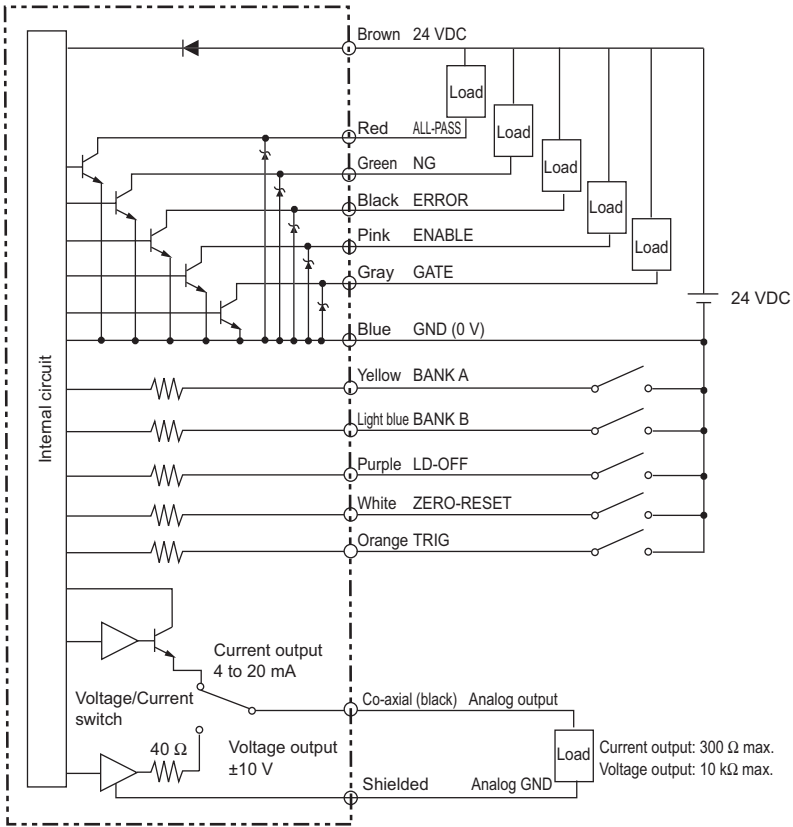 Brown 24 VDC
Load
Red ALL-PASS
Load
Green NG
Load
Black ERROR
Load
Pink ENABLE
Load
Gray GATE
24 VDC
Blue GND (0 V)
Internal circuit
Yellow BANK A
Light blue BANK B
Purple LD-OFF
White ZERO-RESET
Orange TRIG
Current output
4 to 20 mA
Voltage/Current
switch
Co-axial (black) Analog output
40 Ω
Voltage output
±10 V
Load
Current output: 300 Ω max.
Voltage output: 10 kΩ max.
Shielded Analog GND